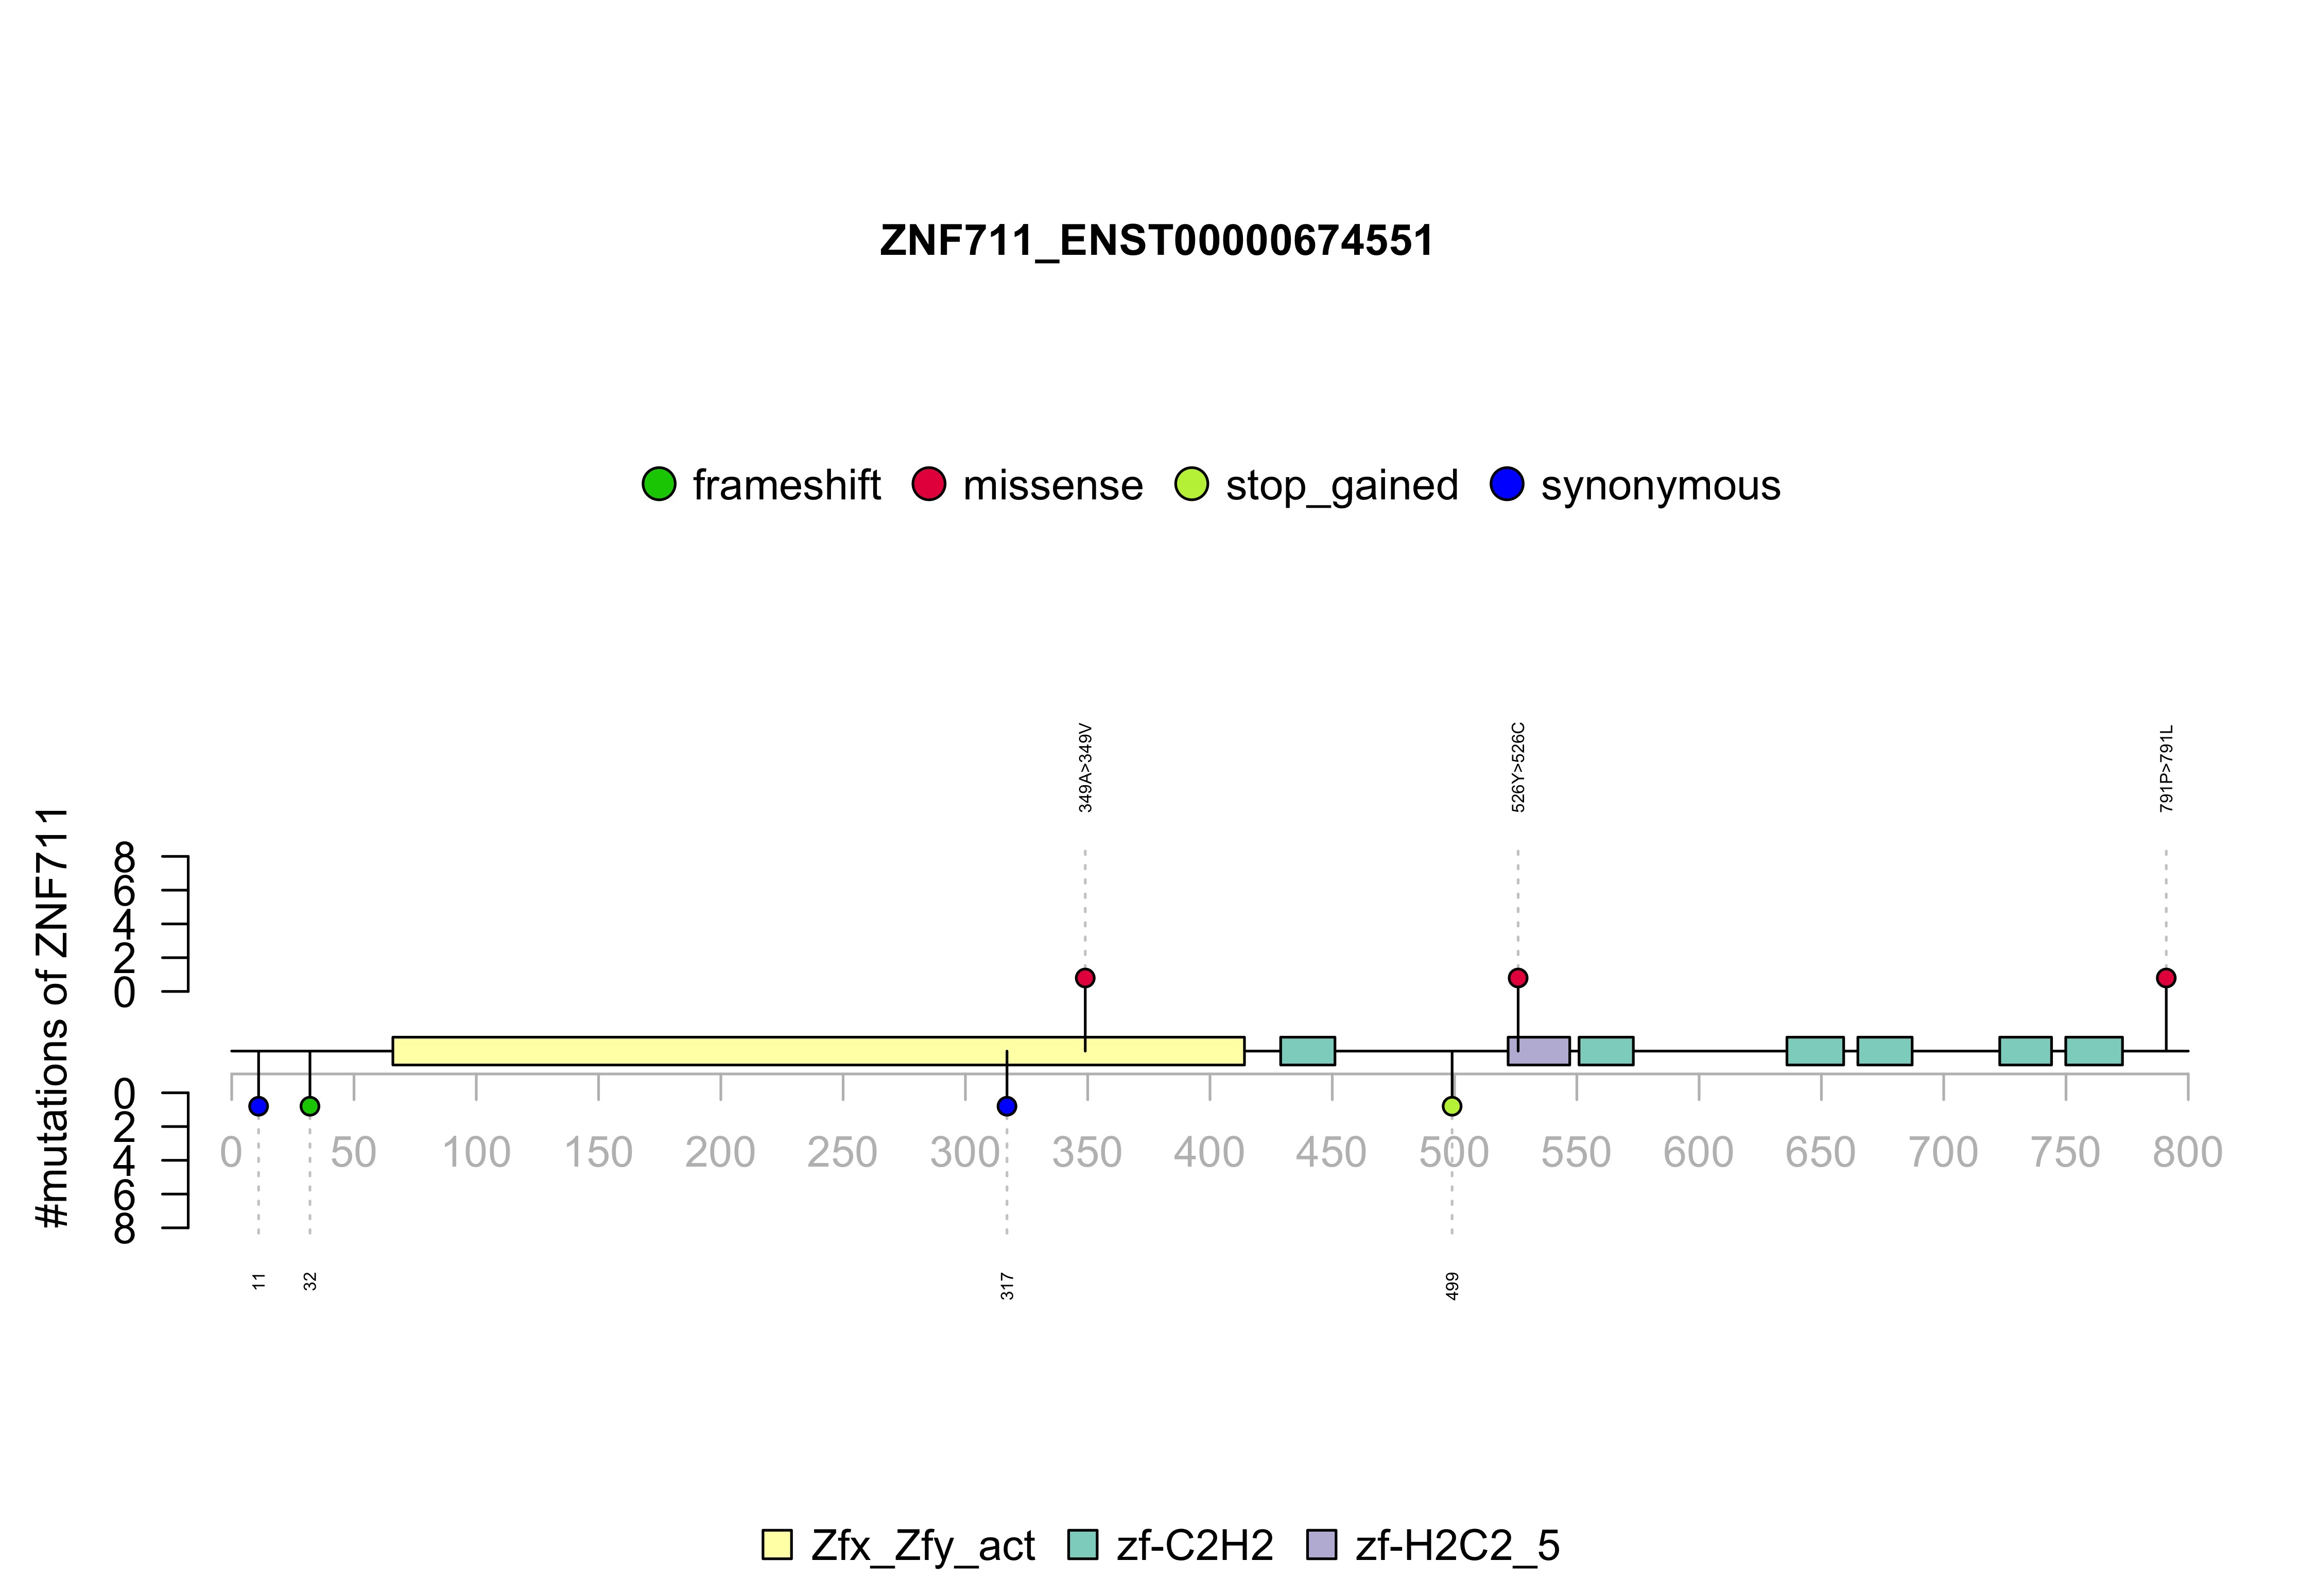 ZNF711_ENST00000674551
frameshift missense stop_gained synonymous
349A>349V 526Y>526C 791P>791L
#mutations of ZNF711
8
6
4
2
0
0
2
4
6
8
0 50 100 150 200 250 300 350 400 450 500 550 600 650 700 750 800
11 32 317 499
Zfx_Zfy_act zf-C2H2 zf-H2C2_5